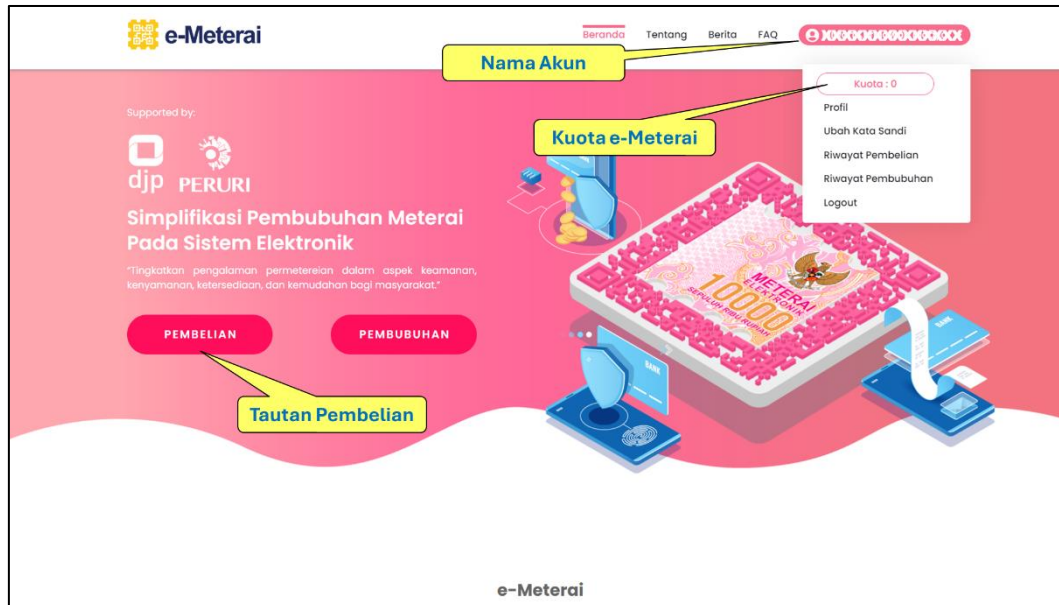 e-Meterai
Beranda Tentang Berita FAQ
Nama Akun
Kuota : 0
Profil
Ubah Kata Sandi
Riwayat Pembelian
Riwayat Pembubuhan
Logout
Kuota e-Meterai
Supported by:
djp PERURI
Simplifikasi Pembubuhan Meterai
Pada Sistem Elektronik
"Tingkatkan pengalaman permetereian dalam aspek keamanan,
kenyamanan, ketersediaan, dan kemudahan bagi masyarakat."
PEMBELIAN PEMBUBUHAN
Tautan Pembelian
METERAI
ELEKTRONIK
10000
SEPULUH RIBU RUPIAH
BANK
BANK
e-Meterai